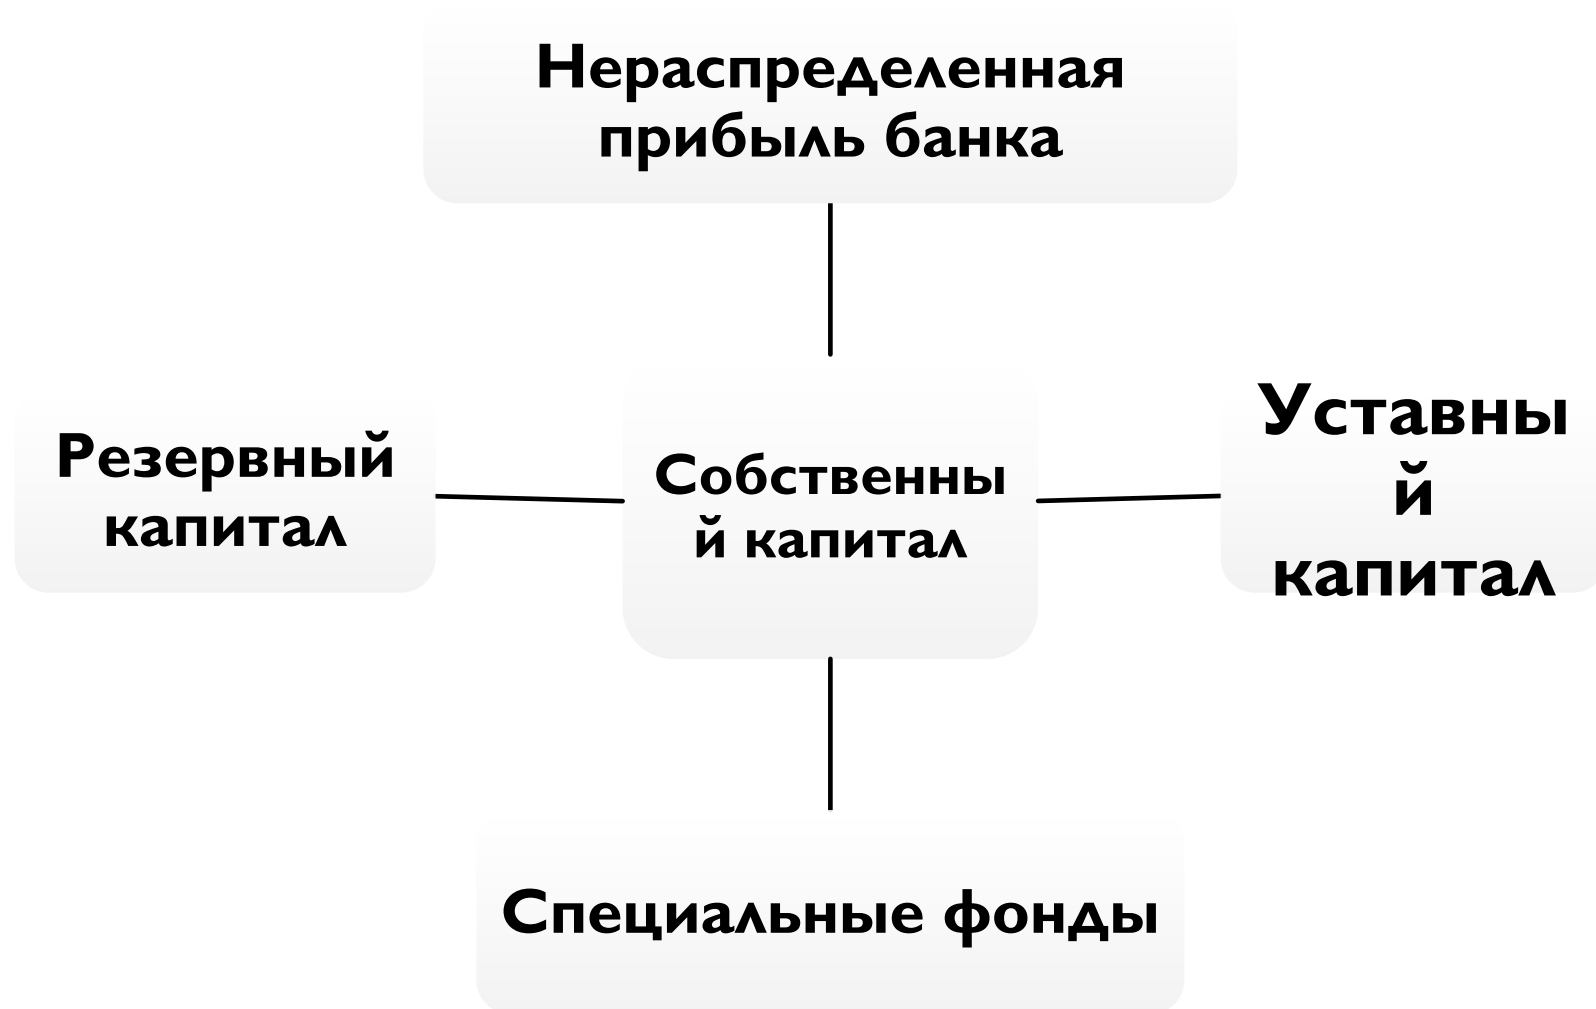 Нераспределенная
прибыль банка
Резервный
капитал
Собственны
й капитал
Уставны
й
капитал
Специальные фонды